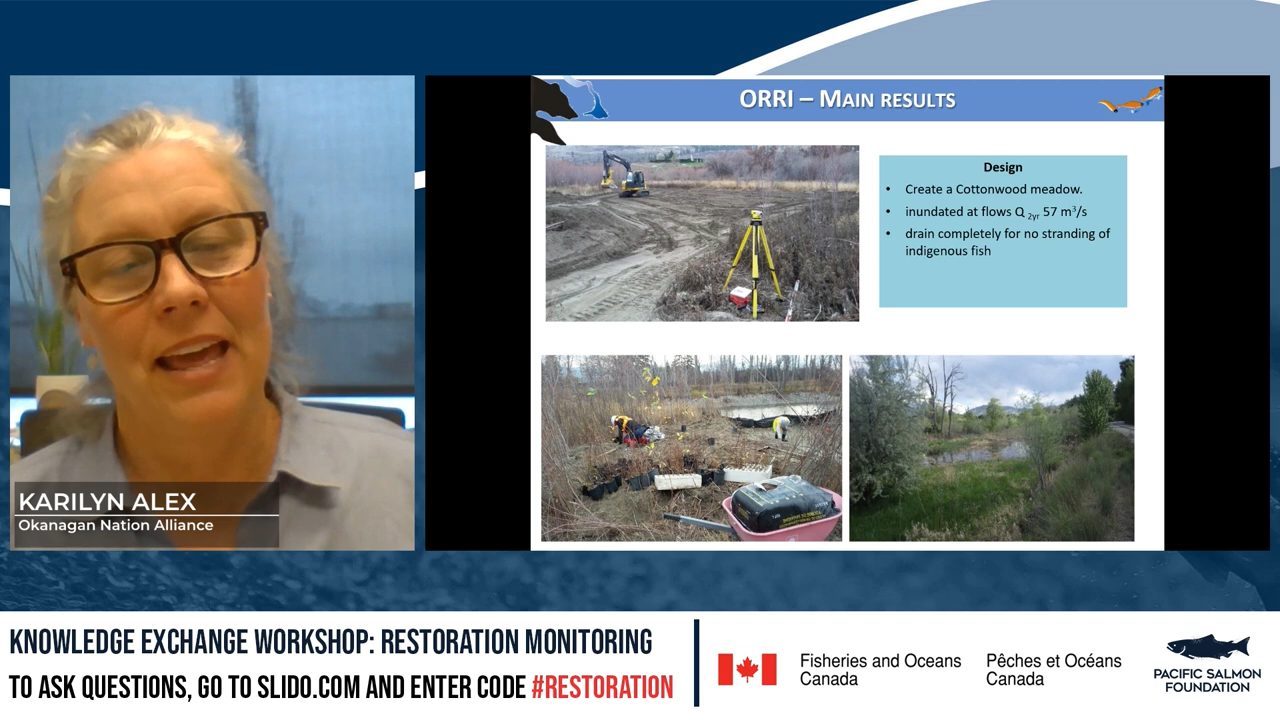 ORRI – MAIN RESULTS
Design
• Create a Cottonwood meadow.
• inundated at flows Q 2yr 57 m³/s
• drain completely for no stranding of
indigenous fish
KARILYN ALEX
Okanagan Nation Alliance
KNOWLEDGE EXCHANGE WORKSHOP: RESTORATION MONITORING
TO ASK QUESTIONS, GO TO SLIDO.COM AND ENTER CODE #RESTORATION
Fisheries and Oceans
Canada
Pêches et Océans
Canada
PACIFIC SALMON
FOUNDATION